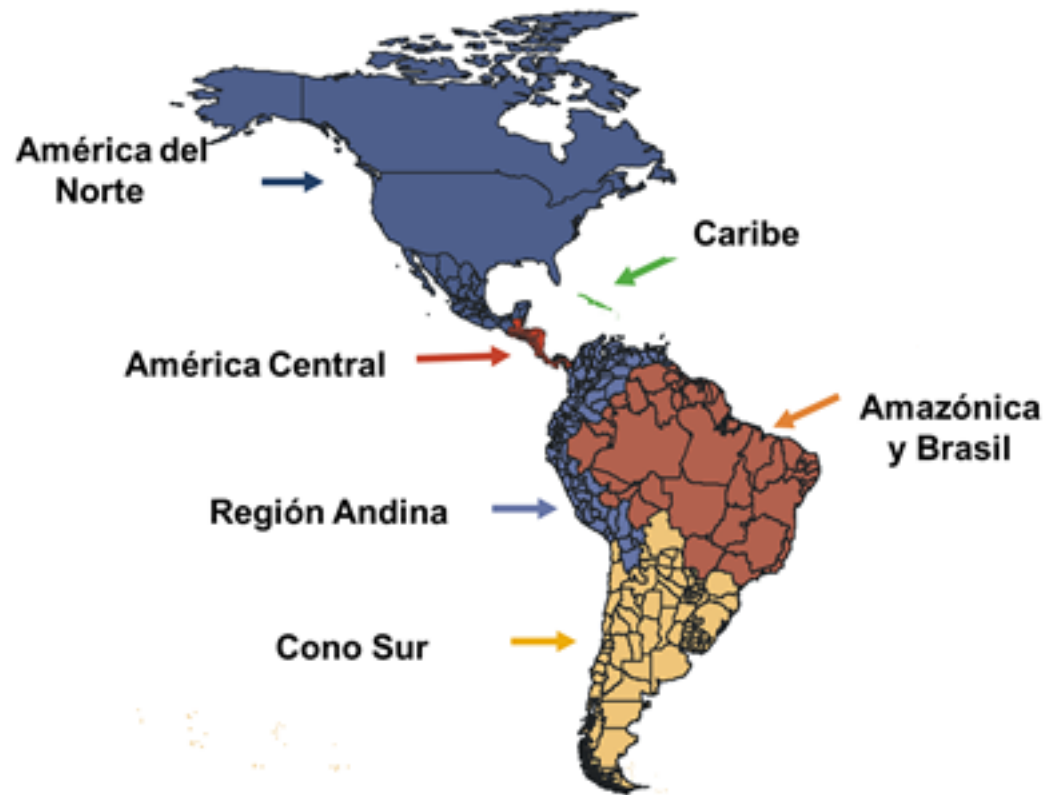 América del
Norte
Caribe
América Central
Amazónica
y Brasil
Región Andina
Cono Sur